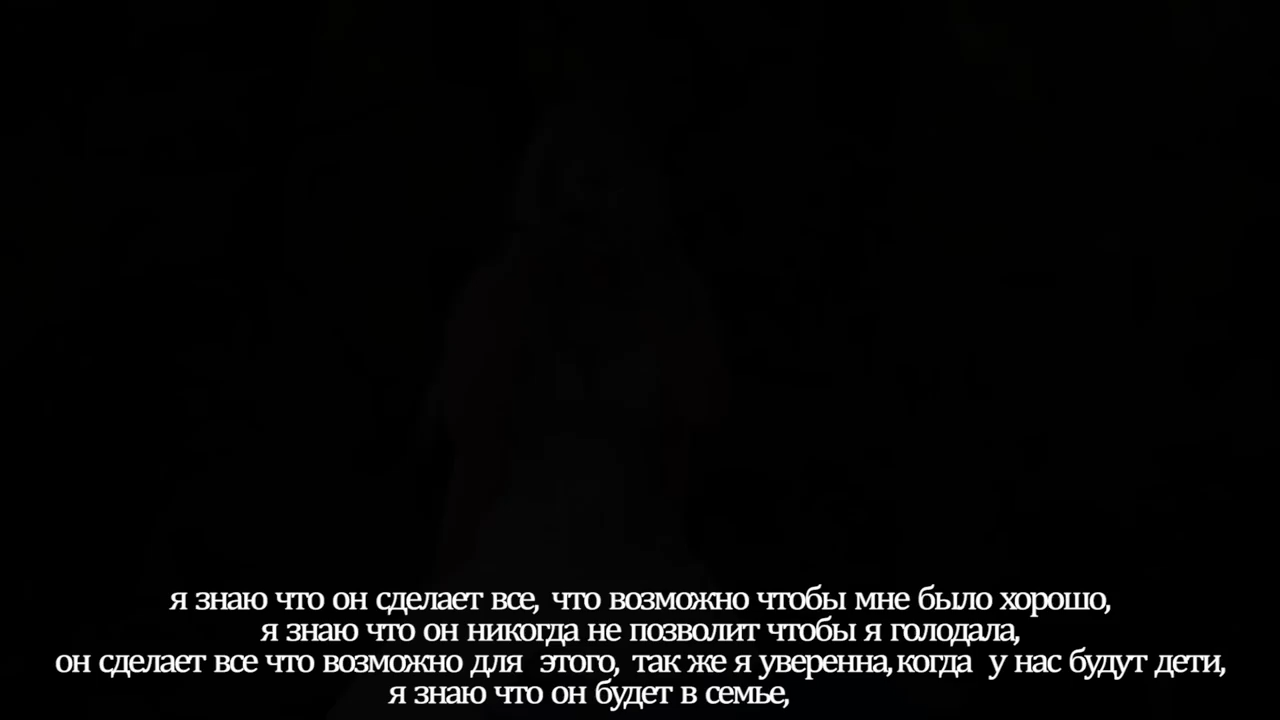 я знаю что он сделает все, что возможно чтобы мне было хорошо,
я знаю что он никогда не позволит чтобы я голодала,
он сделает все что возможно для этого, так же я уверенна, когда у нас будут дети,
я знаю что он будет в семье,